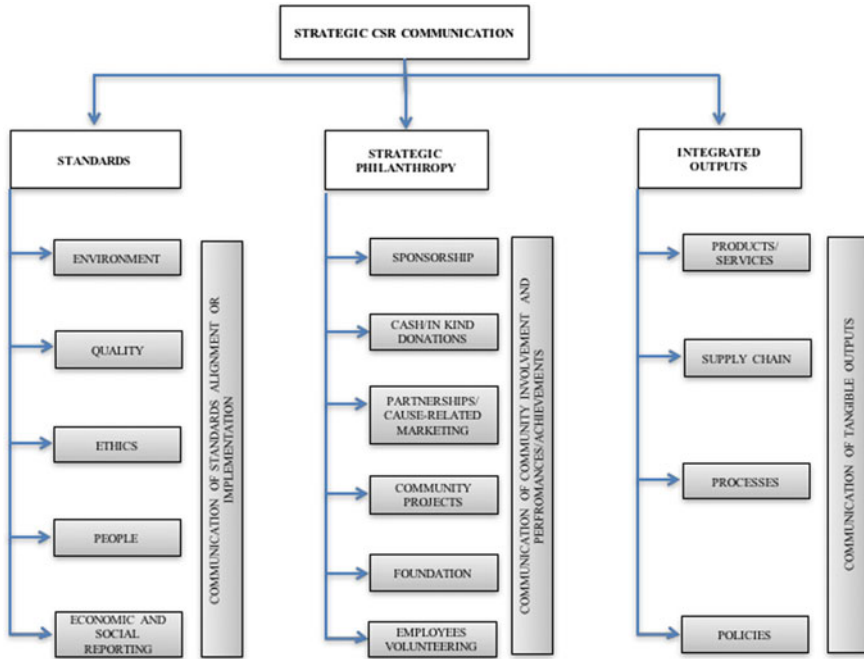 STRATEGIC CSR COMMUNICATION
STANDARDS
ENVIRONMENT
QUALITY
ETHICS
PEOPLE
ECONOMIC AND
SOCIAL
REPORTING
COMMUNICATION OF STANDARDS ALIGNMENT OR
IMPLEMENTATION
STRATEGIC
PHILANTHROPY
SPONSORSHIP
CASH/IN KIND
DONATIONS
PARTNERSHIPS/
CAUSE-RELATED
MARKETING
COMMUNITY
PROJECTS
FOUNDATION
EMPLOYEES
VOLUNTEERING
COMMUNICATION OF COMMUNITY INVOLVEMENT AND
PERFROMANCES/ACHIEVEMENTS
INTEGRATED
OUTPUTS
PRODUCTS/
SERVICES
SUPPLY CHAIN
PROCESSES
POLICIES
COMMUNICATION OF TANGIBLE OUTPUTS